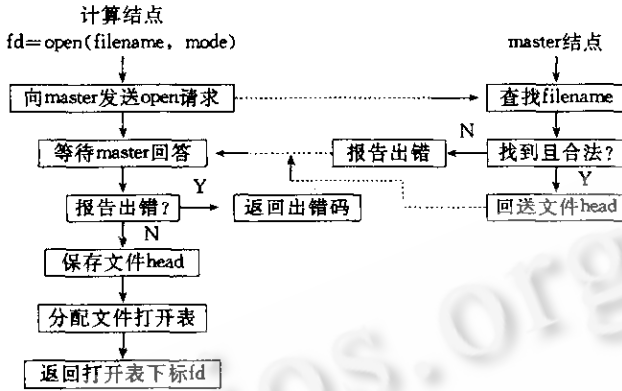 计算结点
fd=open(filename, mode)
master结点
向master发送open请求
查找filename
等待master回答
报告出错
N
找到且合法?
Y
报告出错?
Y
返回出错码
回送文件head
N
保存文件head
分配文件打开表
返回打开表下标fd
os.org